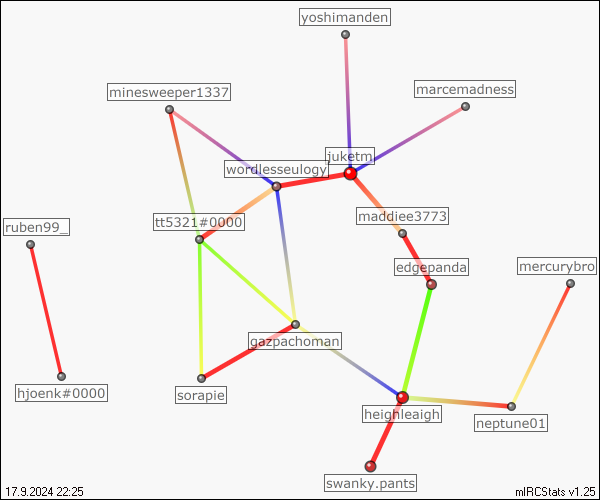 yoshimanden
minesweeper1337
marcemadness
juketm
wordlesseulogy
maddiee3773
tt5321#0000
ruben99_
edgepanda
mercurybro
gazpachoman
hjoenk#0000
sorapie
heighleaigh
neptune01
swanky.pants
17.9.2024 22:25
mIRCStats v1.25